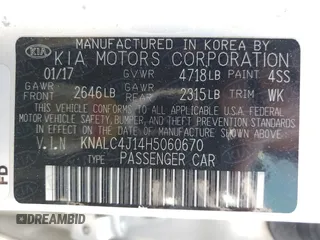 MANUFACTURED IN KOREA BY
KIA KIA MOTORS CORPORATION
01/17 GVWR 4718LB PAINT 4SS
GAWR FRONT 2646LB GAWR REAR 2315LB TRIM WK
THIS VEHICLE CONFORMS TO ALL APPLICABLE U.S.A. FEDERAL
MOTOR VEHICLE SAFETY, BUMPER, AND THEFT PREVENTION
STANDARDS IN EFFECT ON THE DATE OF MANUFACTURE SHOWN ABOVE.
V.I.N KNALC4J14H5060670
PASSENGER CAR
FD
DREAMBID